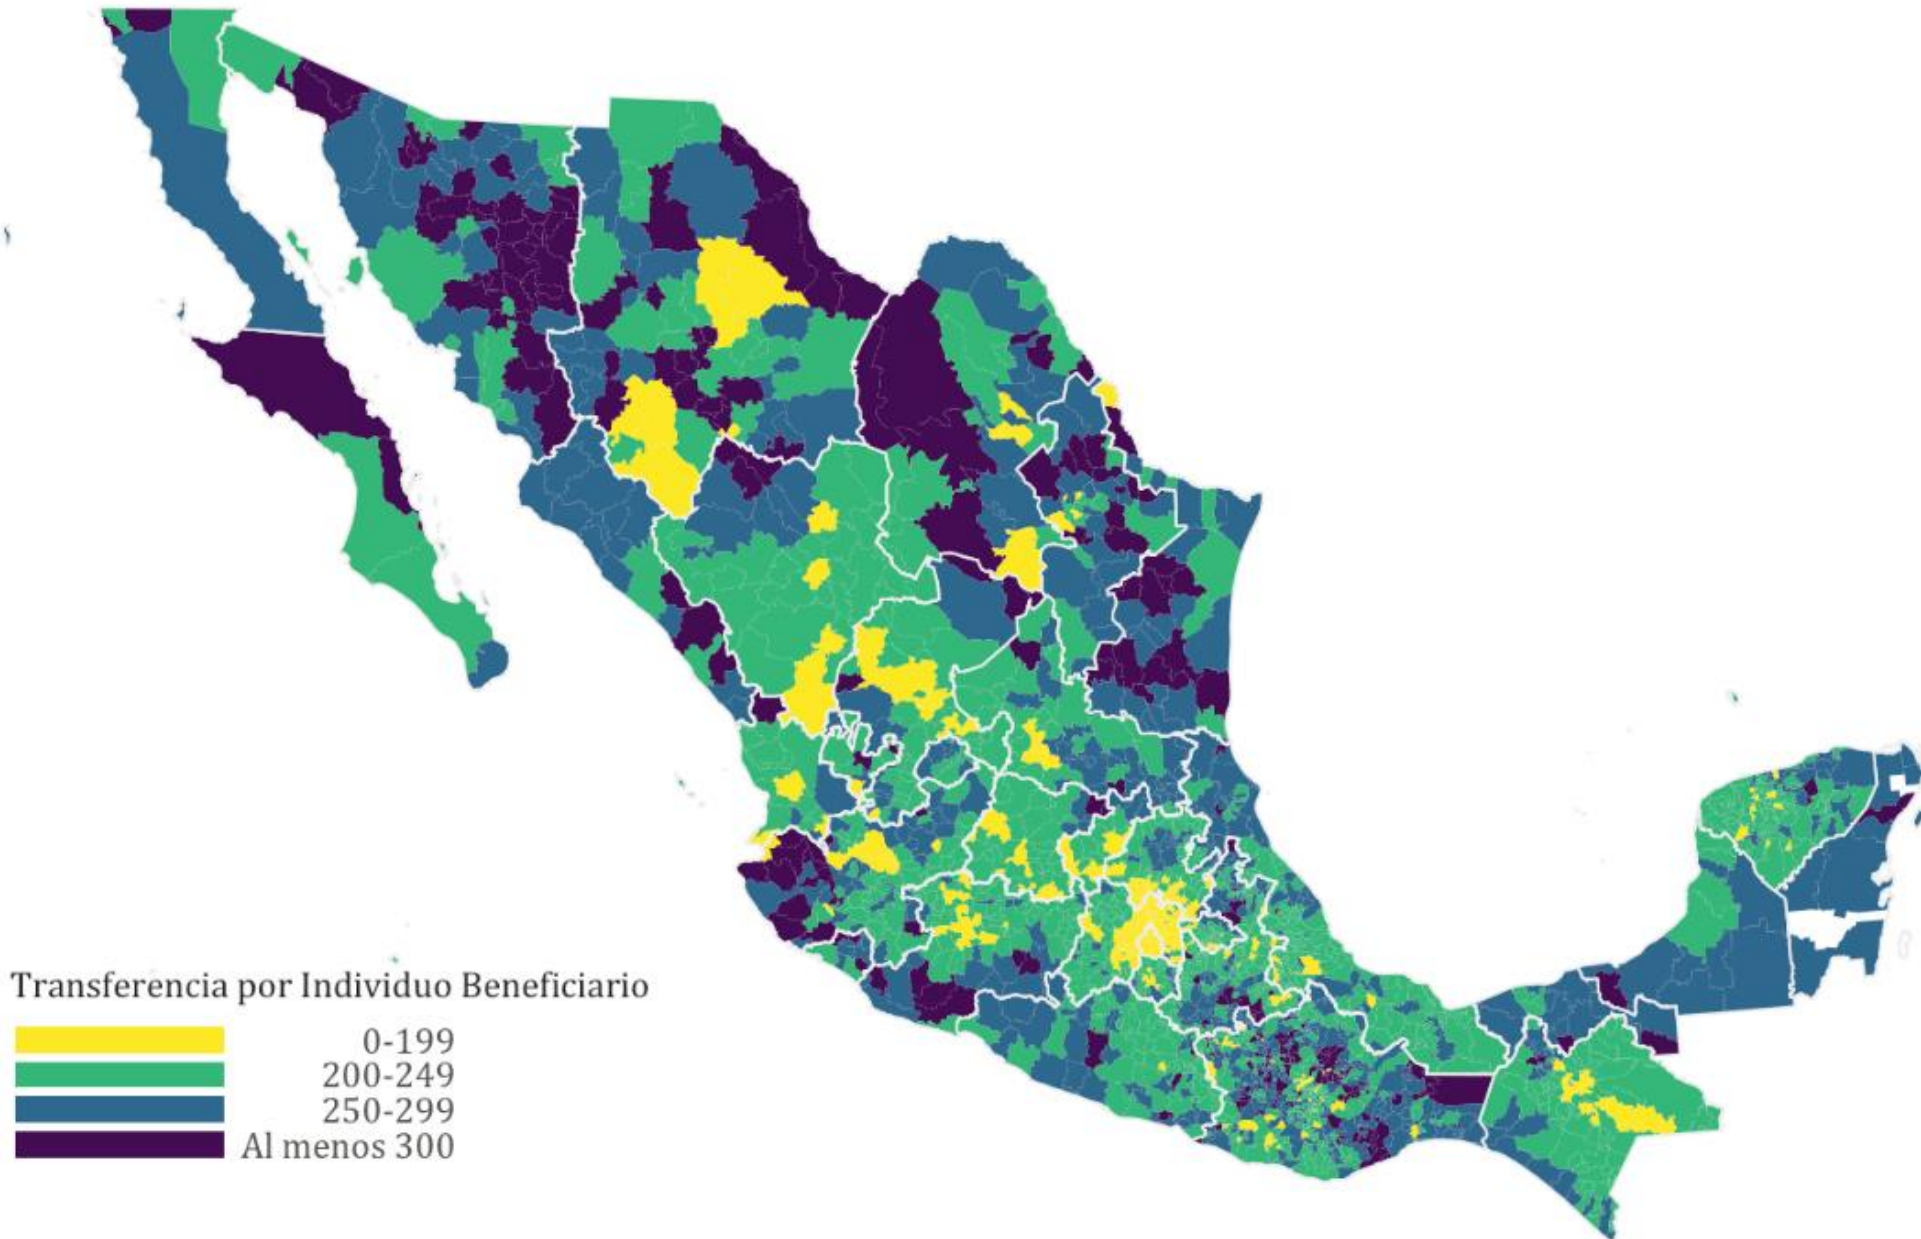 Transferencia por Individuo Beneficiario
0-199
200-249
250-299
Al menos 300